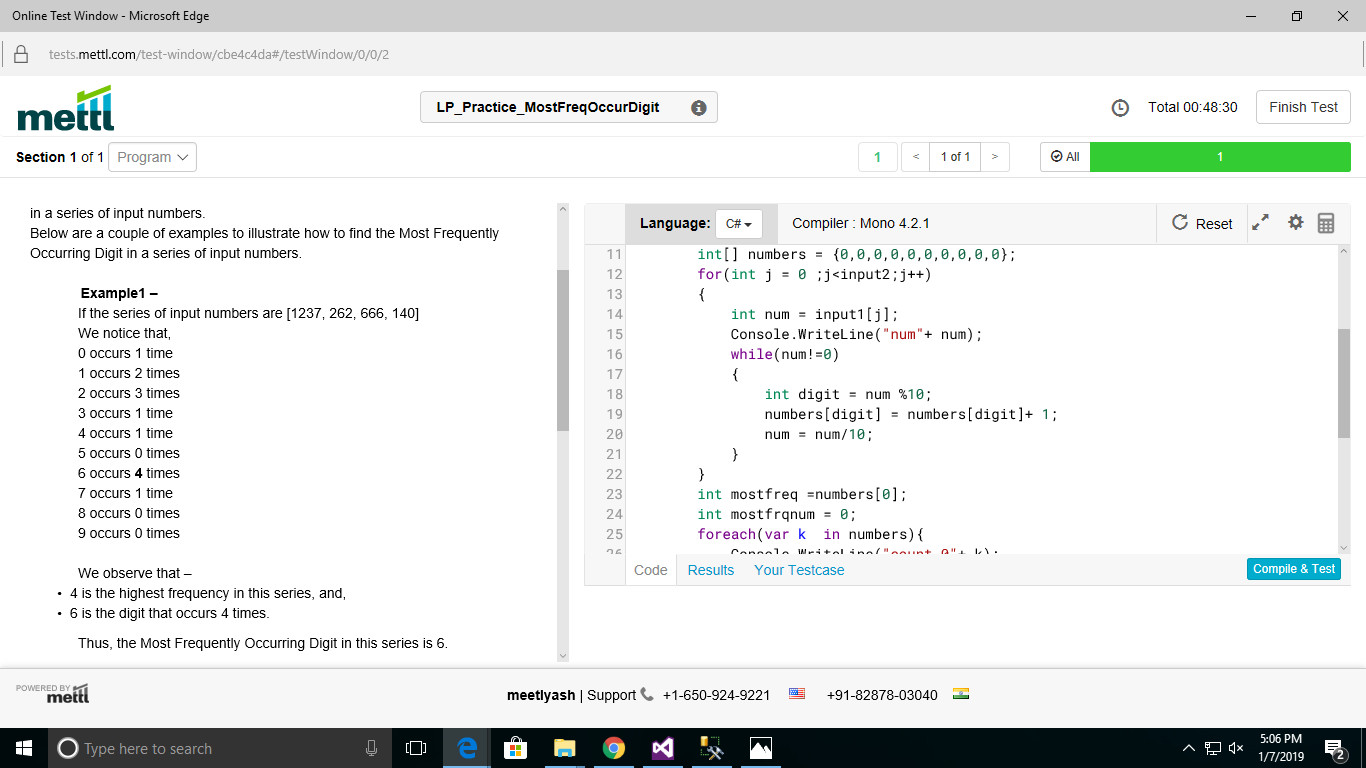 Online Test Window - Microsoft Edge
tests.mettl.com/test-window/cbe4c4da#/testWindow/0/0/2
mettl
LP_Practice_MostFreqOccurDigit
Total 00:48:30
Finish Test
Section 1 of 1 Program
1 < 1 of 1 > All 1
in a series of input numbers.
Below are a couple of examples to illustrate how to find the Most Frequently
Occurring Digit in a series of input numbers.
Example1 –
If the series of input numbers are [1237, 262, 666, 140]
We notice that,
0 occurs 1 time
1 occurs 2 times
2 occurs 3 times
3 occurs 1 time
4 occurs 1 time
5 occurs 0 times
6 occurs 4 times
7 occurs 1 time
8 occurs 0 times
9 occurs 0 times
We observe that –
• 4 is the highest frequency in this series, and,
• 6 is the digit that occurs 4 times.
Thus, the Most Frequently Occurring Digit in this series is 6.
Language: C# Compiler : Mono 4.2.1 Reset
11 int[] numbers = {0,0,0,0,0,0,0,0,0,0};
12 for(int j = 0 ;j<input2;j++)
13 {
14 int num = input1[j];
15 Console.WriteLine("num"+ num);
16 while(num!=0)
17 {
18 int digit = num %10;
19 numbers[digit] = numbers[digit]+ 1;
20 num = num/10;
21 }
22 }
23 int mostfreq =numbers[0];
24 int mostfrqnum = 0;
25 foreach(var k  in numbers){
26 Console.WriteLine("count 0"+ k);
Code Results Your Testcase Compile & Test
POWERED BY mettl
meetlyash | Support +1-650-924-9221 +91-82878-03040
Type here to search
5:06 PM
1/7/2019
2